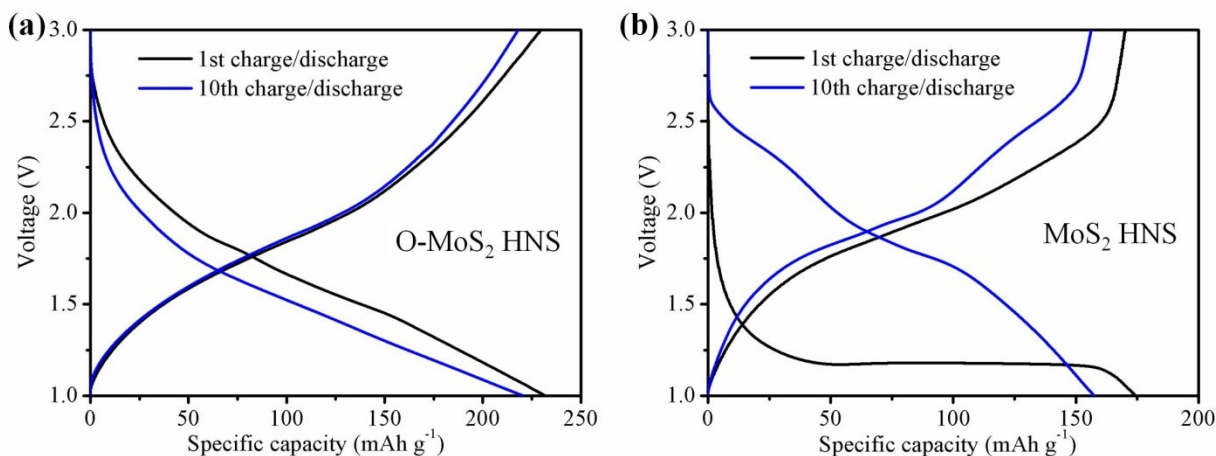 (a)
3.0
2.5
2.0
1.5
1.0
Voltage (V)
1st charge/discharge
10th charge/discharge
O-MoS₂ HNS
0 50 100 150 200 250
Specific capacity (mAh g⁻¹)
(b)
3.0
2.5
2.0
1.5
1.0
Voltage (V)
1st charge/discharge
10th charge/discharge
MoS₂ HNS
0 50 100 150 200
Specific capacity (mAh g⁻¹)